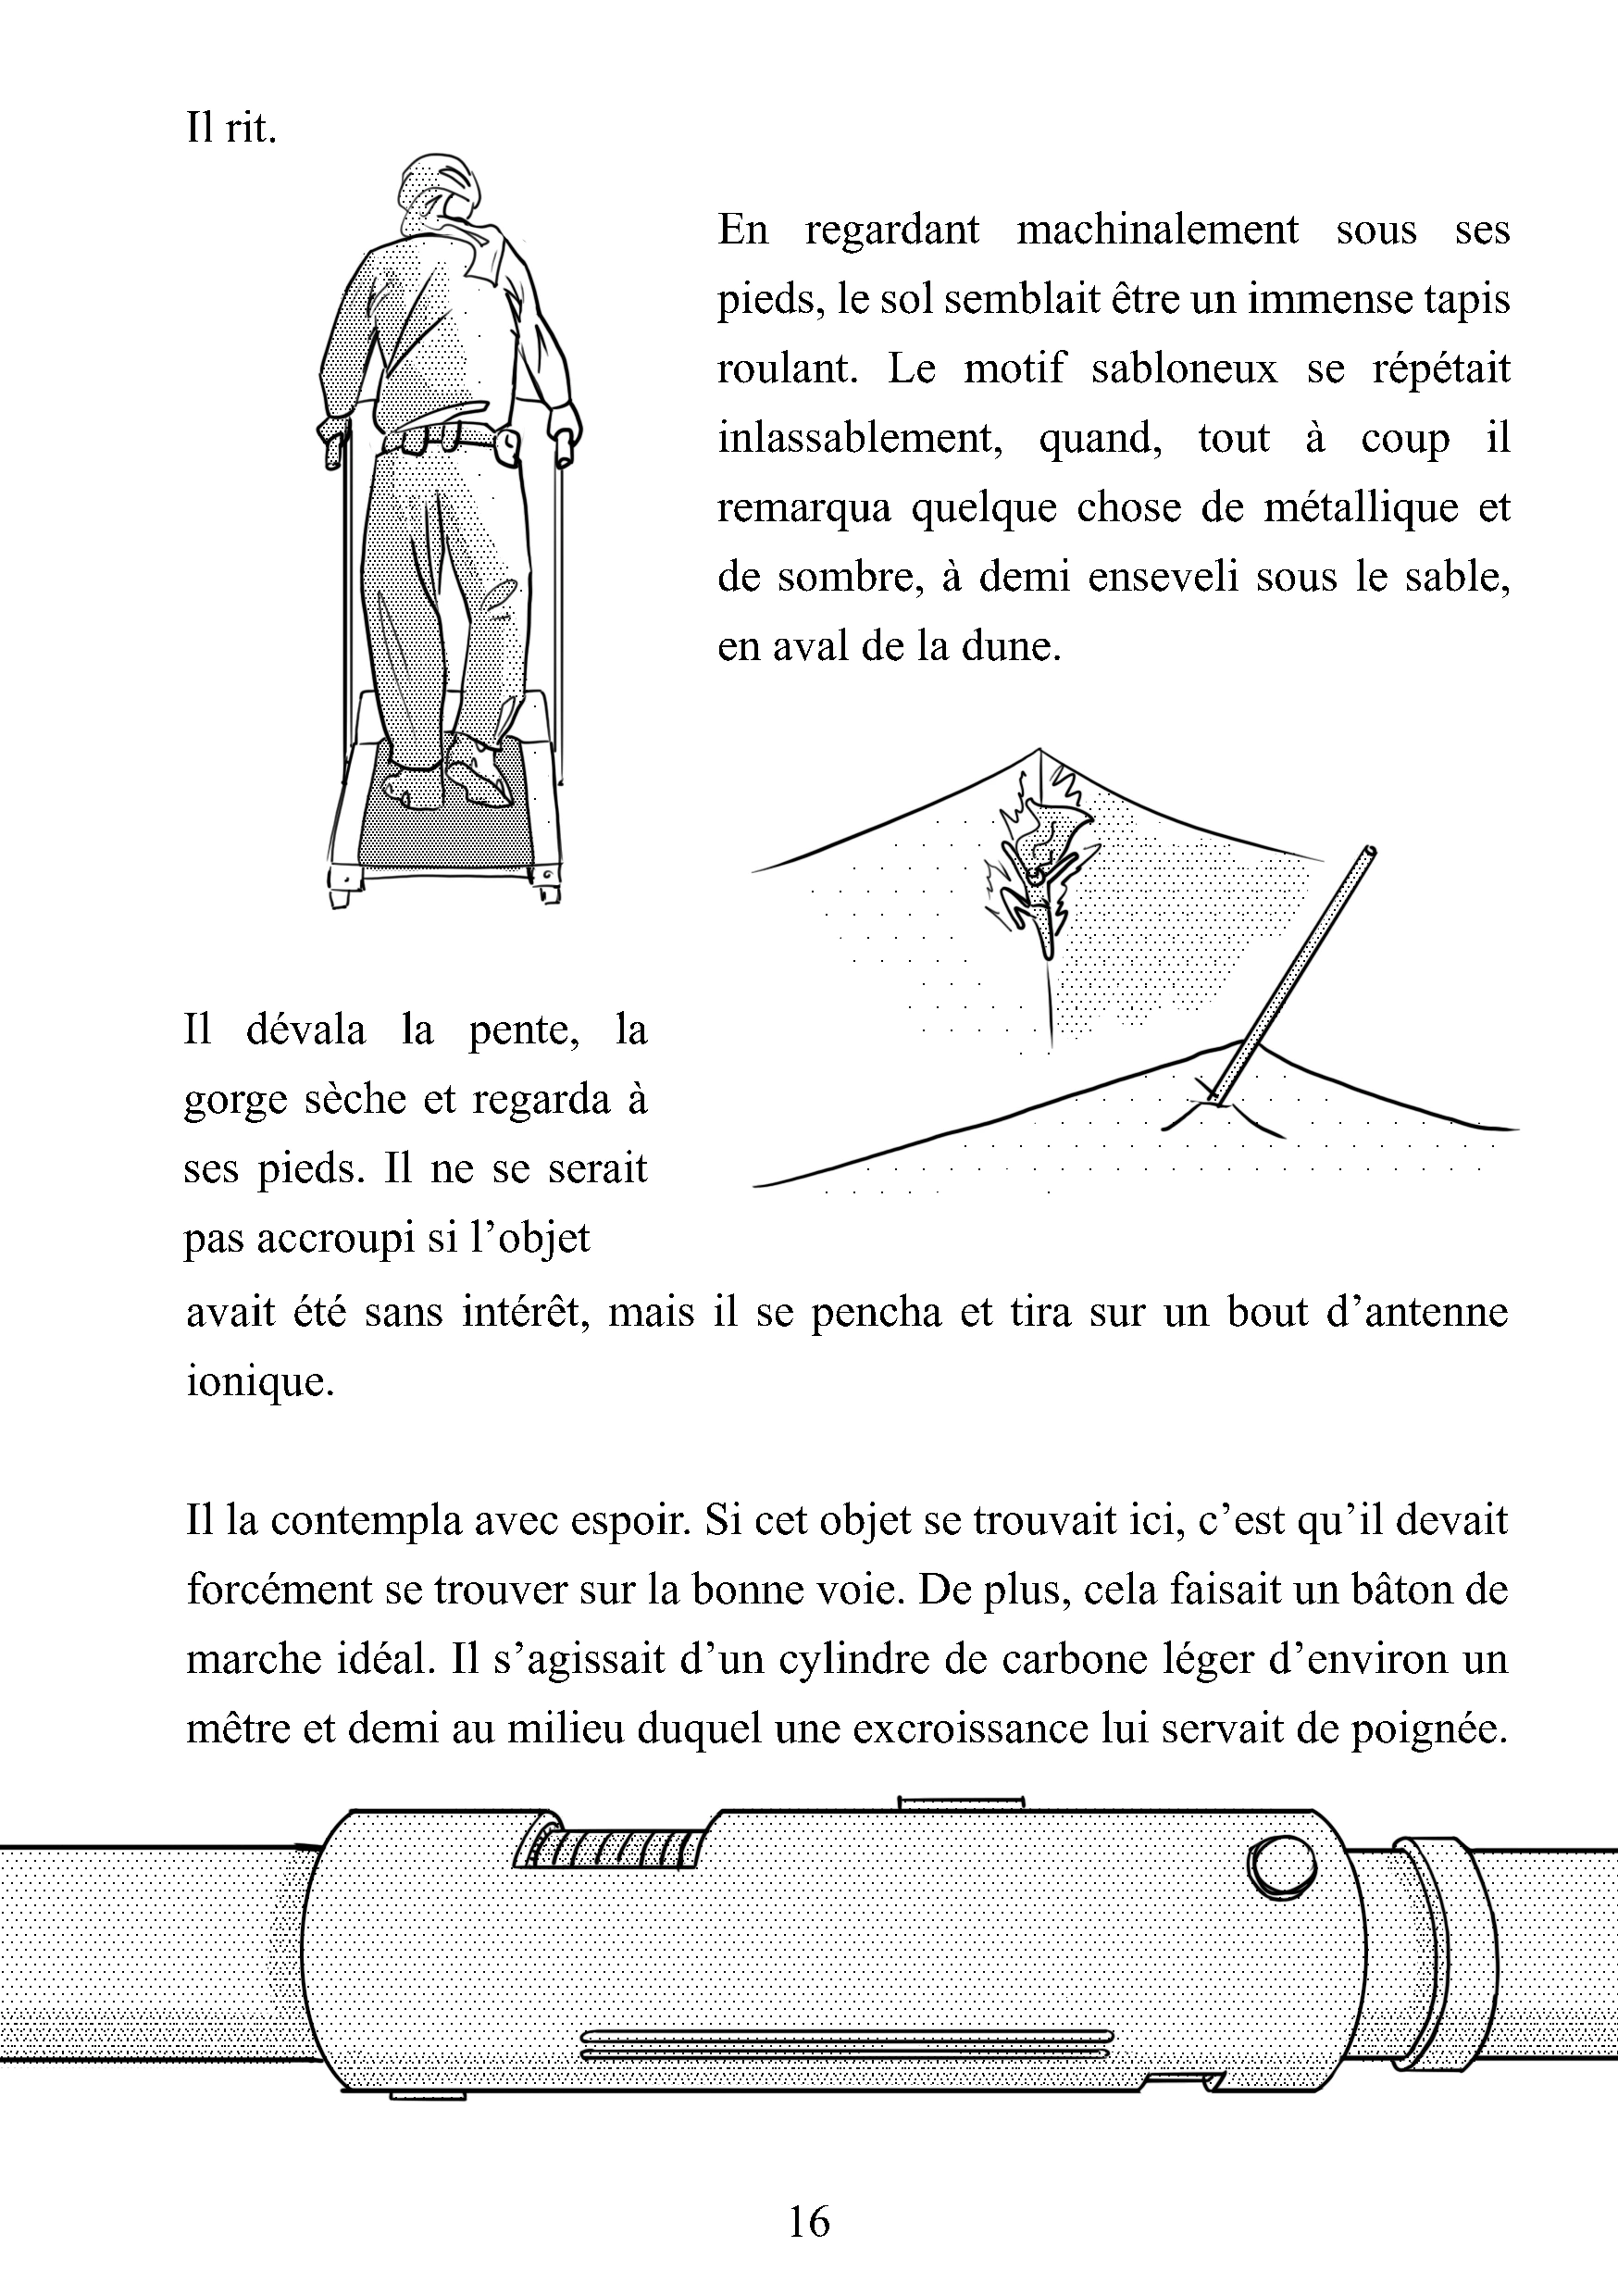 Il rit.
En regardant machinalement sous ses
pieds, le sol semblait être un immense tapis
roulant. Le motif sabloneux se répétait
inlassablement, quand, tout à coup il
remarqua quelque chose de métallique et
de sombre, à demi enseveli sous le sable,
en aval de la dune.
Il dévala la pente, la
gorge sèche et regarda à
ses pieds. Il ne se serait
pas accroupi si l’objet
avait été sans intérêt, mais il se pencha et tira sur un bout d’antenne
ionique.
Il la contempla avec espoir. Si cet objet se trouvait ici, c’est qu’il devait
forcément se trouver sur la bonne voie. De plus, cela faisait un bâton de
marche idéal. Il s’agissait d’un cylindre de carbone léger d’environ un
mêtre et demi au milieu duquel une excroissance lui servait de poignée.
16